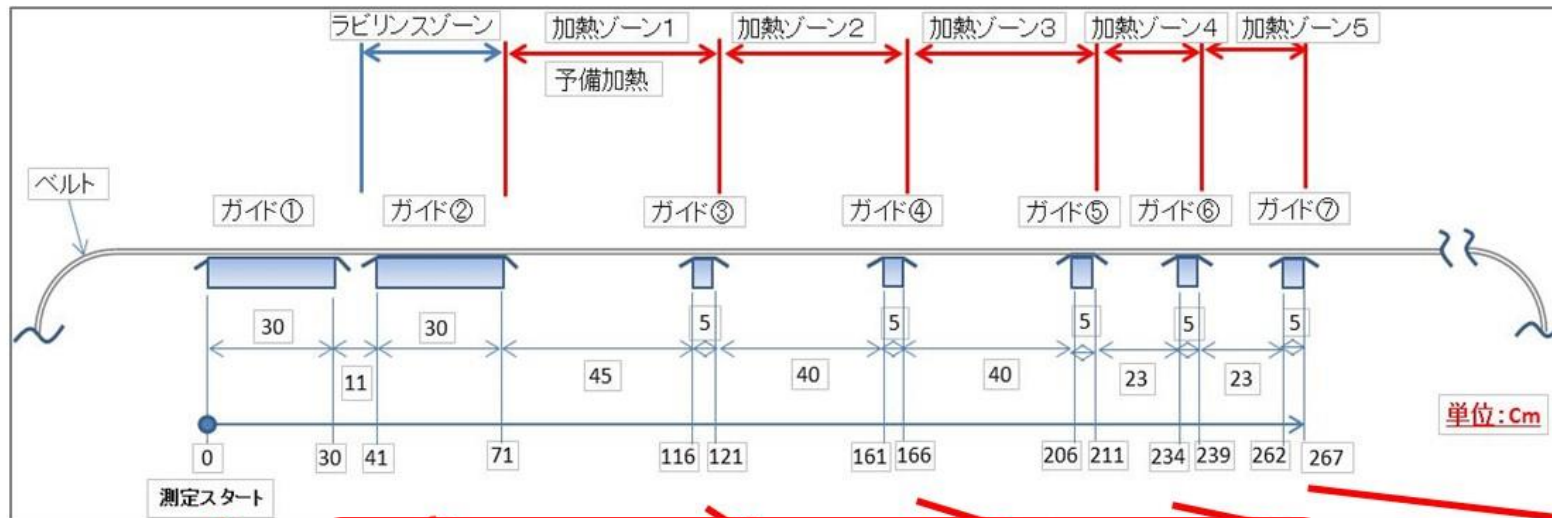 ラビリンスゾーン
加熱ゾーン1
加熱ゾーン2
加熱ゾーン3
加熱ゾーン4
加熱ゾーン5
予備加熱
ベルト
ガイド①
ガイド②
ガイド③
ガイド④
ガイド⑤
ガイド⑥
ガイド⑦
30
30
5
5
5
5
5
11
45
40
40
23
23
単位:Cm
0
30
41
71
116
121
161
166
206
211
234
239
262
267
測定スタート